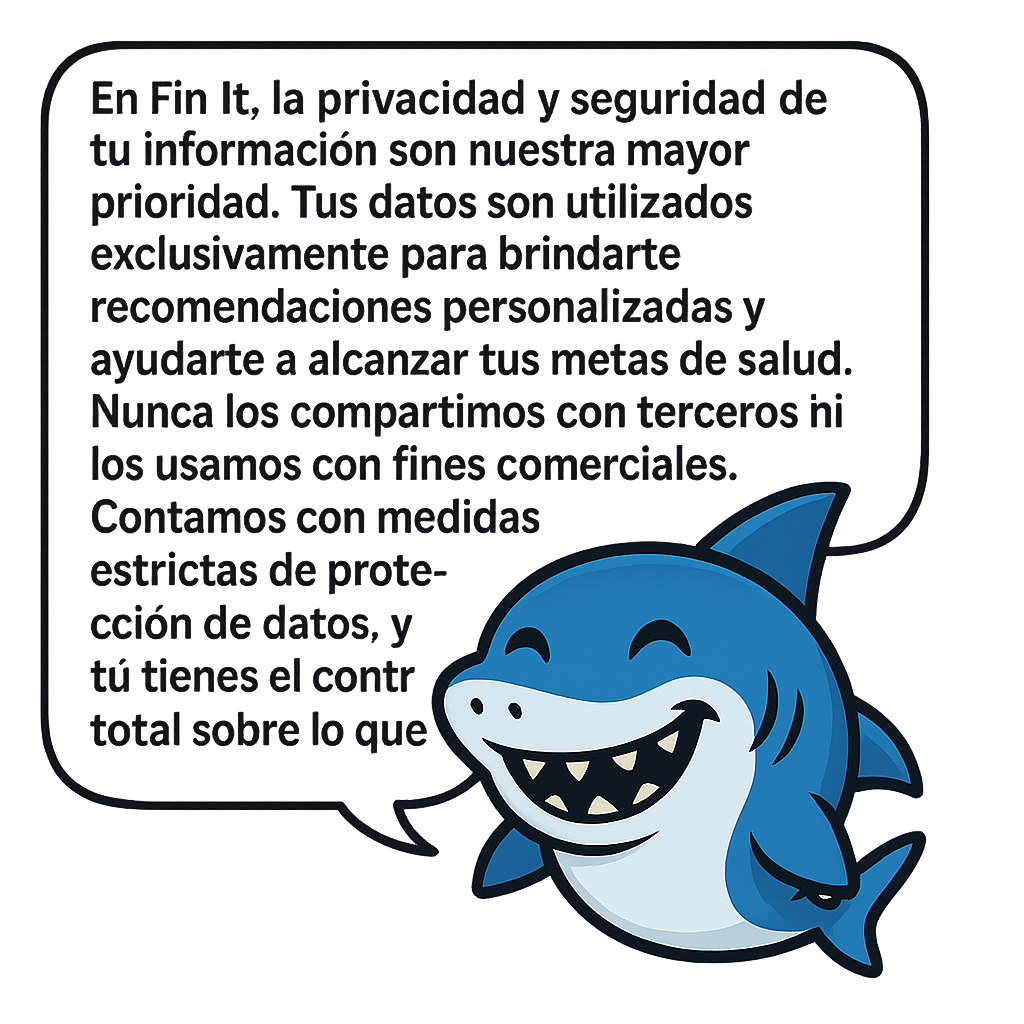 En Fin It, la privacidad y seguridad de
tu información son nuestra mayor
prioridad. Tus datos son utilizados
exclusivamente para brindarte
recomendaciones personalizadas y
ayudarte a alcanzar tus metas de salud.
Nunca los compartimos con terceros ni
los usamos con fines comerciales.
Contamos con medidas
estrictas de prote-
cción de datos, y
tú tienes el contr
total sobre lo que